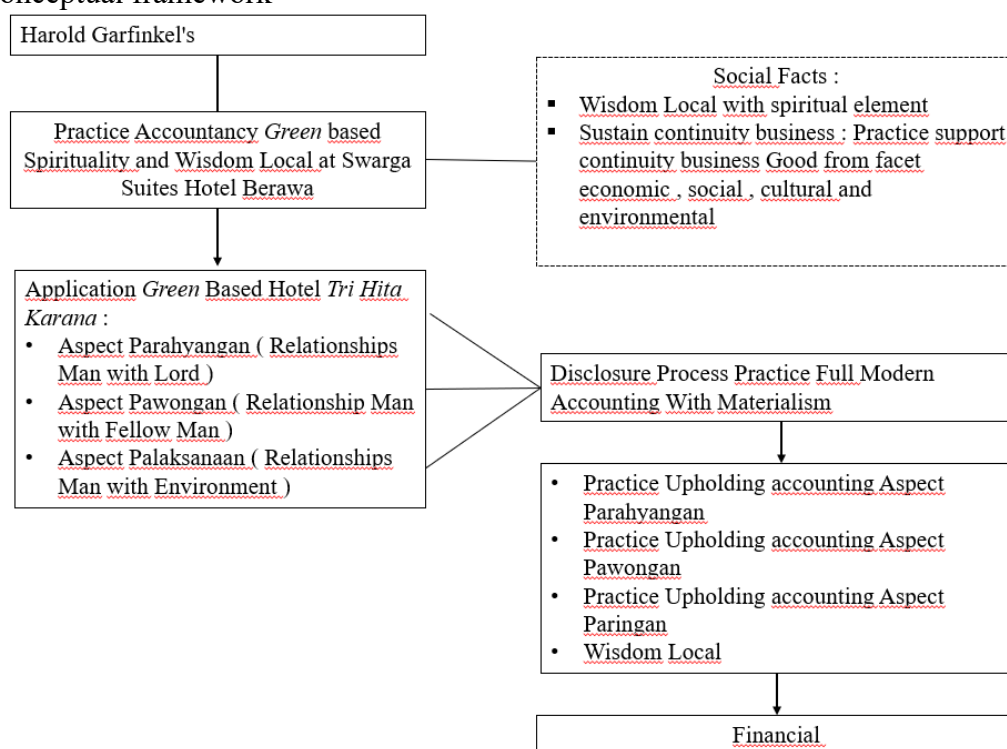 onceptual framework
Harold Garfinkel's
Practice Accountancy Green based
Spirituality and Wisdom Local at Swarga
Suites Hotel Berawa
Social Facts :
▪ Wisdom Local with spiritual element
▪ Sustain continuity business : Practice support
continuity business Good from facet
economic , social , cultural and
environmental
Application Green Based Hotel Tri Hita
Karana :
• Aspect Parahyangan ( Relationships
Man with Lord )
• Aspect Pawongan ( Relationship Man
with Fellow Man )
• Aspect Palaksanaan ( Relationships
Man with Environment )
Disclosure Process Practice Full Modern
Accounting With Materialism
• Practice Upholding accounting Aspect
Parahyangan
• Practice Upholding accounting Aspect
Pawongan
• Practice Upholding accounting Aspect
Paringan
• Wisdom Local
Financial